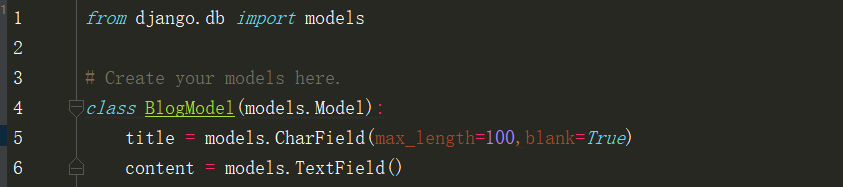 1 from django.db import models
2
3 # Create your models here.
4 class BlogModel(models.Model):
5     title = models.CharField(max_length=100,blank=True)
6     content = models.TextField()